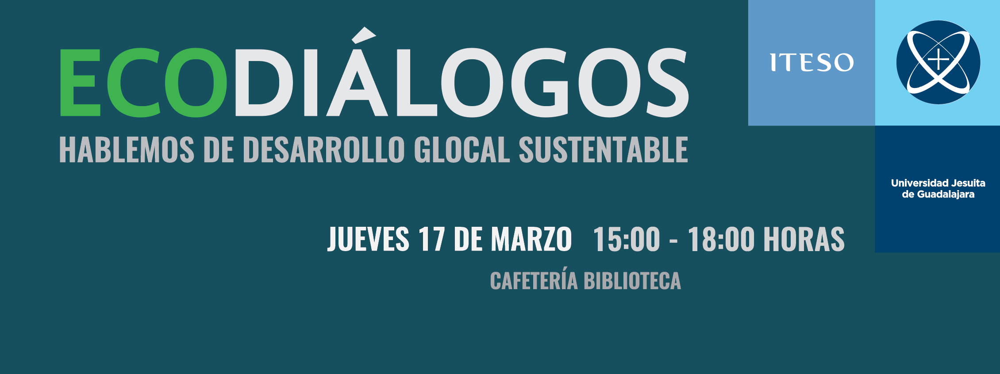 ECODIÁLOGOS
HABLEMOS DE DESARROLLO GLOCAL SUSTENTABLE
ITESO
Universidad Jesuita
de Guadalajara
JUEVES 17 DE MARZO 15:00 - 18:00 HORAS
CAFETERÍA BIBLIOTECA